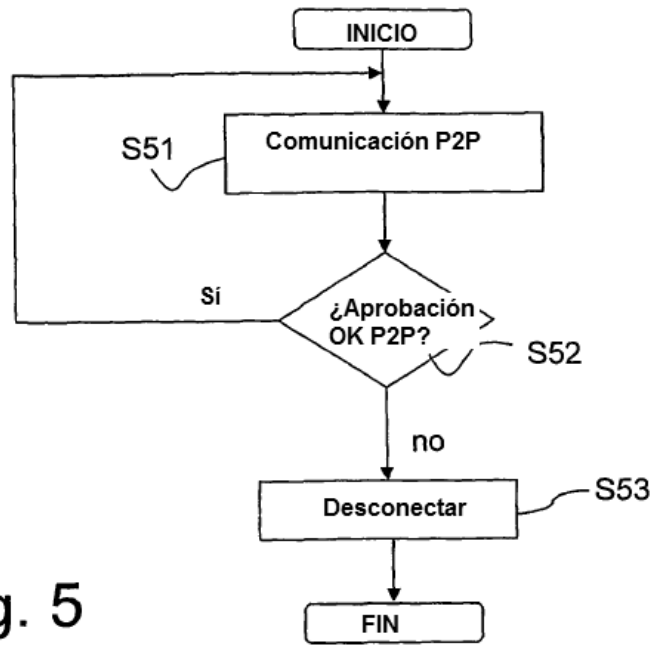 INICIO
Comunicación P2P
S51
Sí
¿Aprobación
OK P2P?
S52
no
Desconectar
S53
g. 5
FIN